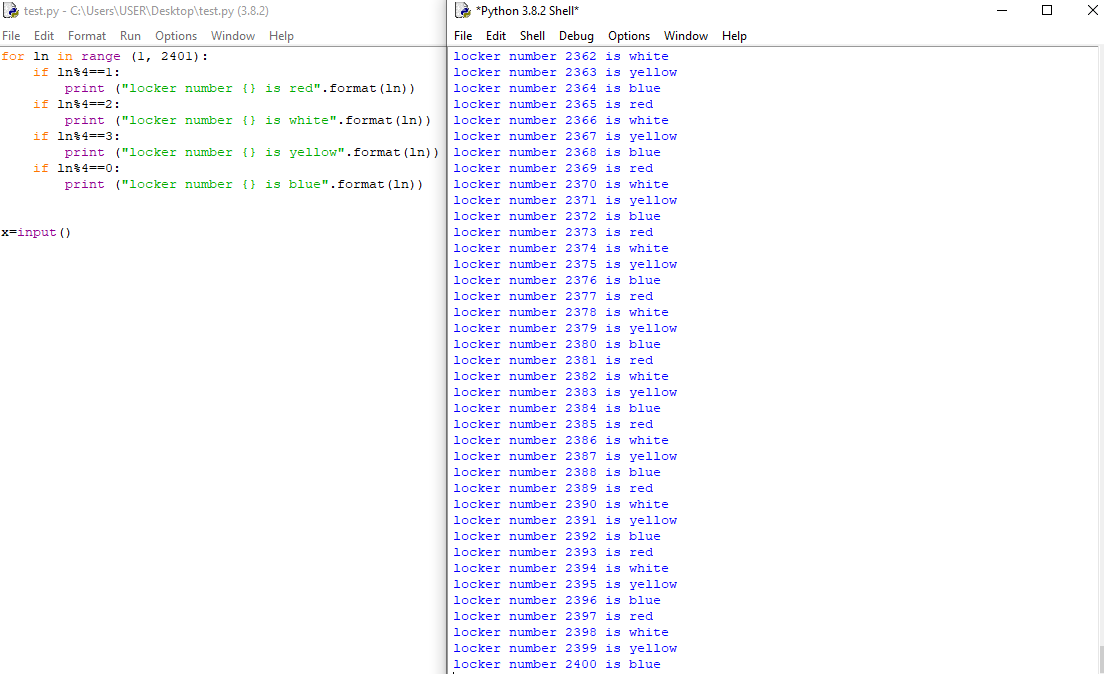 test.py - C:\Users\USER\Desktop\test.py (3.8.2)
File Edit Format Run Options Window Help
for ln in range (1, 2401):
    if ln%4==1:
        print ("locker number {} is red".format(ln))
    if ln%4==2:
        print ("locker number {} is white".format(ln))
    if ln%4==3:
        print ("locker number {} is yellow".format(ln))
    if ln%4==0:
        print ("locker number {} is blue".format(ln))
x=input()
*Python 3.8.2 Shell*
File Edit Shell Debug Options Window Help
locker number 2362 is white
locker number 2363 is yellow
locker number 2364 is blue
locker number 2365 is red
locker number 2366 is white
locker number 2367 is yellow
locker number 2368 is blue
locker number 2369 is red
locker number 2370 is white
locker number 2371 is yellow
locker number 2372 is blue
locker number 2373 is red
locker number 2374 is white
locker number 2375 is yellow
locker number 2376 is blue
locker number 2377 is red
locker number 2378 is white
locker number 2379 is yellow
locker number 2380 is blue
locker number 2381 is red
locker number 2382 is white
locker number 2383 is yellow
locker number 2384 is blue
locker number 2385 is red
locker number 2386 is white
locker number 2387 is yellow
locker number 2388 is blue
locker number 2389 is red
locker number 2390 is white
locker number 2391 is yellow
locker number 2392 is blue
locker number 2393 is red
locker number 2394 is white
locker number 2395 is yellow
locker number 2396 is blue
locker number 2397 is red
locker number 2398 is white
locker number 2399 is yellow
locker number 2400 is blue